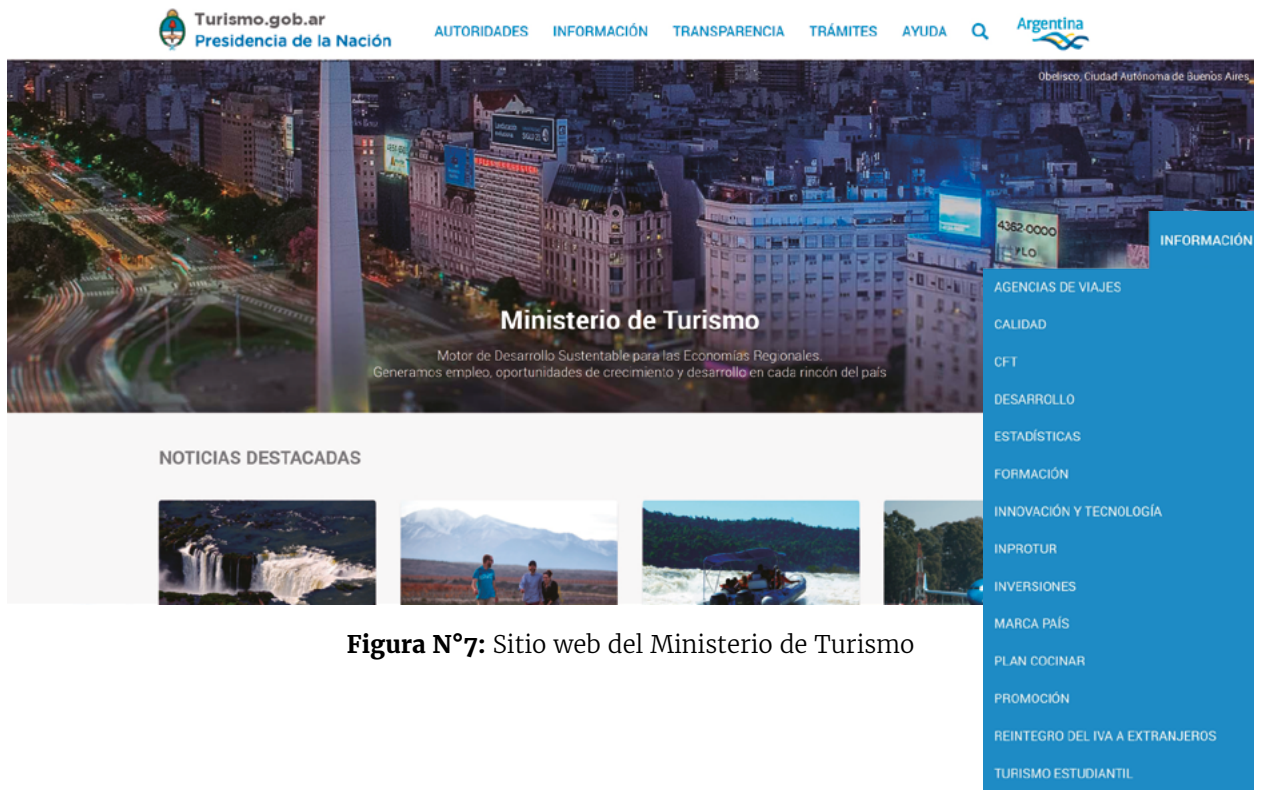 Turismo.gob.ar
Presidencia de la Nación
AUTORIDADES INFORMACIÓN TRANSPARENCIA TRÁMITES AYUDA
Argentina
Obelisco, Ciudad Autónoma de Buenos Aires
4362-0000
Ministerio de Turismo
Motor de Desarrollo Sustentable para las Economías Regionales.
Generamos empleo, oportunidades de crecimiento y desarrollo en cada rincón del país
NOTICIAS DESTACADAS
INFORMACIÓN
AGENCIAS DE VIAJES
CALIDAD
CFT
DESARROLLO
ESTADÍSTICAS
FORMACIÓN
INNOVACIÓN Y TECNOLOGÍA
INPROTUR
INVERSIONES
MARCA PAÍS
PLAN COCINAR
PROMOCIÓN
REINTEGRO DEL IVA A EXTRANJEROS
TURISMO ESTUDIANTIL
Figura N°7: Sitio web del Ministerio de Turismo